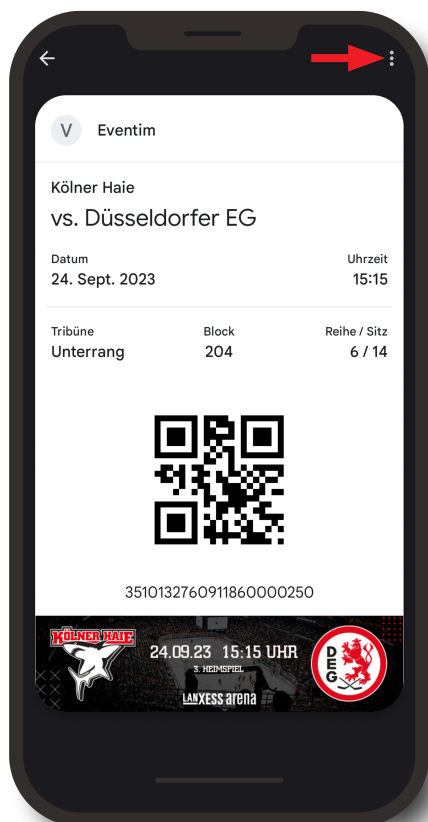 V Eventim
Kölner Haie
vs. Düsseldorfer EG
Datum Uhrzeit
24. Sept. 2023 15:15
Tribüne Block Reihe / Sitz
Unterrang 204 6 / 14
3510132760911860000250
KÖLNER HAIE
24.09.23 15:15 UHR
3. HEIMSPIEL
DEG
LANXESS arena